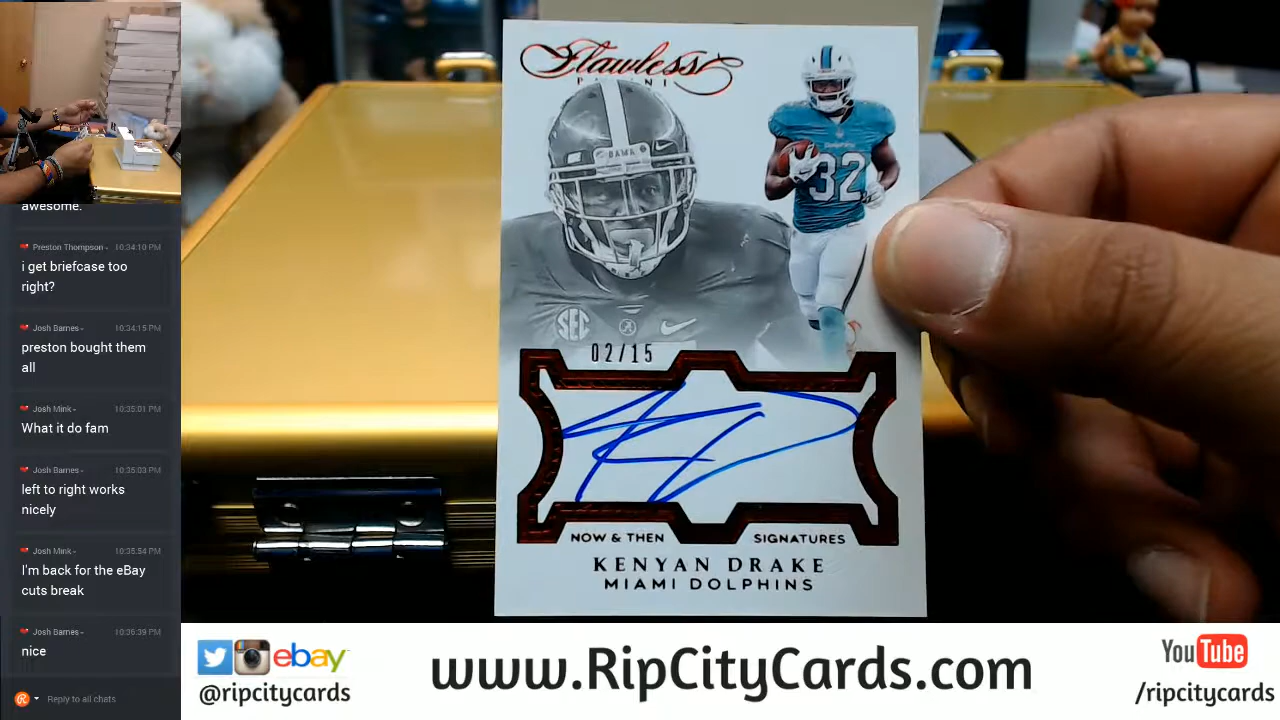 awesome.
Preston Thompson - 10:34:10 PM
i get briefcase too
right?
Josh Barnes - 10:34:15 PM
preston bought them
all
Josh Mink - 10:35:01 PM
What it do fam
Josh Barnes - 10:35:03 PM
left to right works
nicely
Josh Mink - 10:35:54 PM
I'm back for the eBay
cuts break
Josh Barnes - 10:36:39 PM
nice
Reply to all chats
Flawless
PANINI
BAMA
DOLPHINS
32
SEC
A
02/15
NOW & THEN SIGNATURES
KENYAN DRAKE
MIAMI DOLPHINS
ebay
@ripcitycards
www.RipCityCards.com
YouTube
/ripcitycards